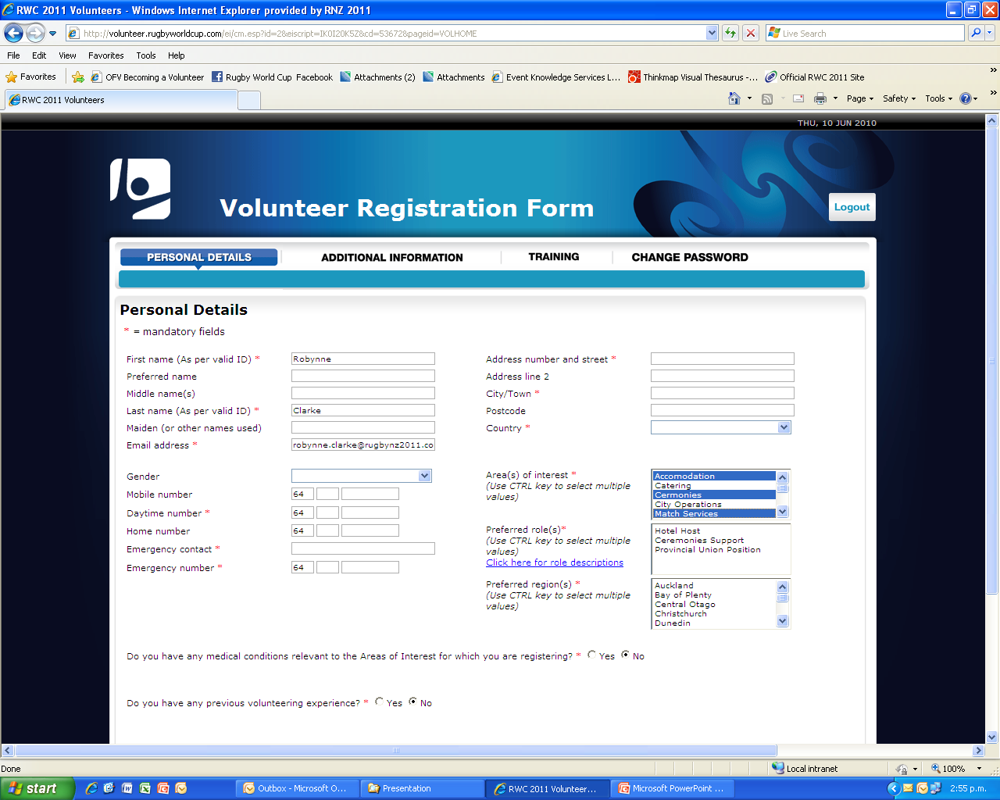 RWC 2011 Volunteers - Windows Internet Explorer provided by RNZ 2011
http://volunteer.rugbyworldcup.com/ei/cm.esp?id=2&eiscript=IK0I20K5Z&cd=53672&pageid=VOLHOME
Live Search
File Edit View Favorites Tools Help
Favorites OFV Becoming a Volunteer Rugby World Cup Facebook Attachments (2) Attachments Event Knowledge Services L... Thinkmap Visual Thesaurus -... Official RWC 2011 Site
RWC 2011 Volunteers Page Safety Tools
THU, 10 JUN 2010
Volunteer Registration Form
Logout
PERSONAL DETAILS ADDITIONAL INFORMATION TRAINING CHANGE PASSWORD
Personal Details
* = mandatory fields
First name (As per valid ID) * Robynne
Preferred name
Middle name(s)
Last name (As per valid ID) * Clarke
Maiden (or other names used)
Email address * robynne.clarke@rugbynz2011.co
Address number and street *
Address line 2
City/Town *
Postcode
Country *
Gender
Mobile number 64
Daytime number * 64
Home number 64
Emergency contact *
Emergency number * 64
Area(s) of interest *
(Use CTRL key to select multiple
values)
Accomodation
Catering
Cermonies
City Operations
Match Services
Preferred role(s)*
(Use CTRL key to select multiple
values)
Click here for role descriptions
Hotel Host
Ceremonies Support
Provincial Union Position
Preferred region(s) *
(Use CTRL key to select multiple
values)
Auckland
Bay of Plenty
Central Otago
Christchurch
Dunedin
Do you have any medical conditions relevant to the Areas of Interest for which you are registering? * Yes No
Do you have any previous volunteering experience? * Yes No
Done Local intranet 100%
start Outbox - Microsoft O... Presentation RWC 2011 Volunteer... Microsoft PowerPoint ... 2:55 p.m.